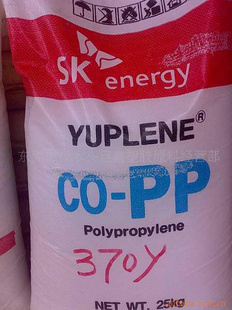 SK energy
YUPLENE®
CO-PP
Polypropylene
370Y
NET WT. 25kg